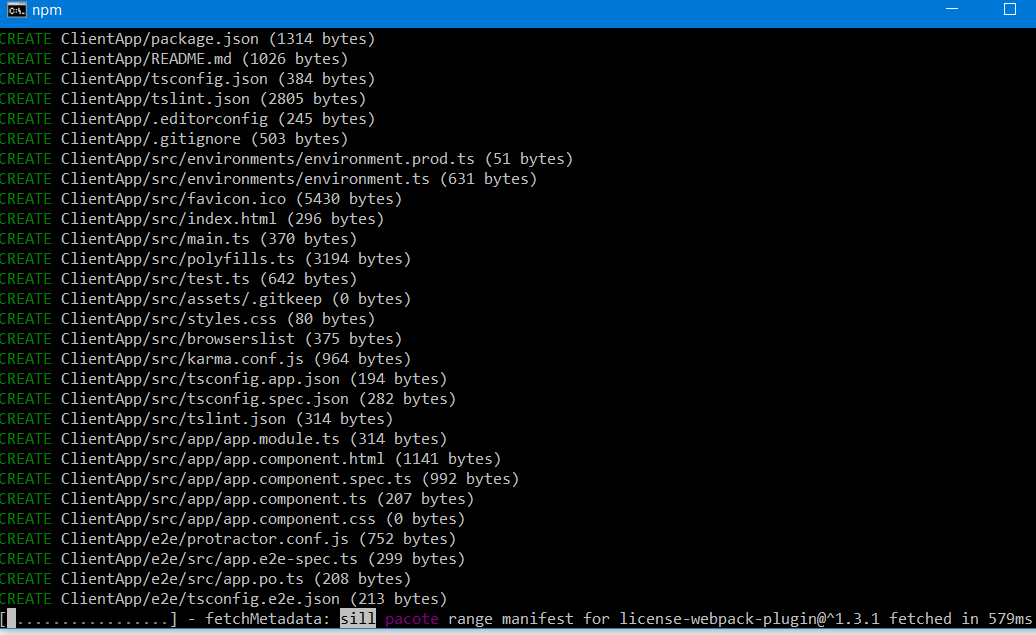 npm
CREATE ClientApp/package.json (1314 bytes)
CREATE ClientApp/README.md (1026 bytes)
CREATE ClientApp/tsconfig.json (384 bytes)
CREATE ClientApp/tslint.json (2805 bytes)
CREATE ClientApp/.editorconfig (245 bytes)
CREATE ClientApp/.gitignore (503 bytes)
CREATE ClientApp/src/environments/environment.prod.ts (51 bytes)
CREATE ClientApp/src/environments/environment.ts (631 bytes)
CREATE ClientApp/src/favicon.ico (5430 bytes)
CREATE ClientApp/src/index.html (296 bytes)
CREATE ClientApp/src/main.ts (370 bytes)
CREATE ClientApp/src/polyfills.ts (3194 bytes)
CREATE ClientApp/src/test.ts (642 bytes)
CREATE ClientApp/src/assets/.gitkeep (0 bytes)
CREATE ClientApp/src/styles.css (80 bytes)
CREATE ClientApp/src/browserslist (375 bytes)
CREATE ClientApp/src/karma.conf.js (964 bytes)
CREATE ClientApp/src/tsconfig.app.json (194 bytes)
CREATE ClientApp/src/tsconfig.spec.json (282 bytes)
CREATE ClientApp/src/tslint.json (314 bytes)
CREATE ClientApp/src/app/app.module.ts (314 bytes)
CREATE ClientApp/src/app/app.component.html (1141 bytes)
CREATE ClientApp/src/app/app.component.spec.ts (992 bytes)
CREATE ClientApp/src/app/app.component.ts (207 bytes)
CREATE ClientApp/src/app/app.component.css (0 bytes)
CREATE ClientApp/e2e/protractor.conf.js (752 bytes)
CREATE ClientApp/e2e/src/app.e2e-spec.ts (299 bytes)
CREATE ClientApp/e2e/src/app.po.ts (208 bytes)
CREATE ClientApp/e2e/tsconfig.e2e.json (213 bytes)
[ .................] - fetchMetadata: sill pacote range manifest for license-webpack-plugin@^1.3.1 fetched in 579ms